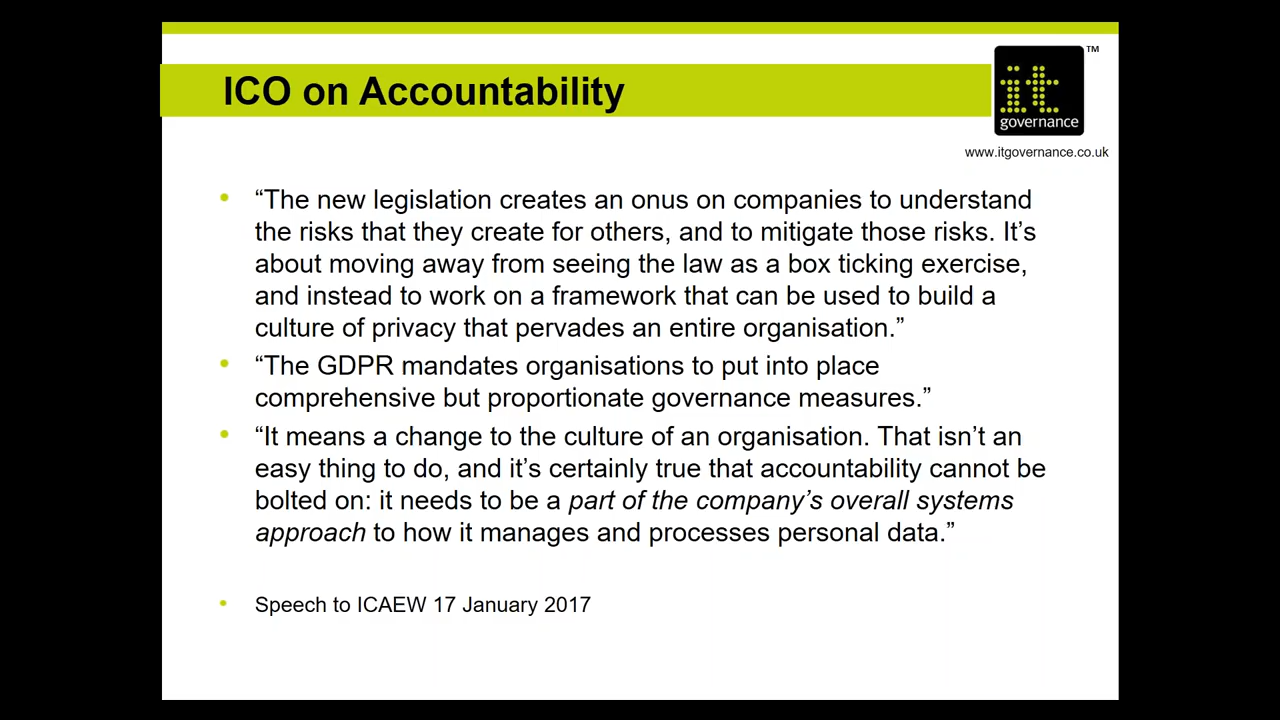 ICO on Accountability
it
governance
TM
www.itgovernance.co.uk
• “The new legislation creates an onus on companies to understand
the risks that they create for others, and to mitigate those risks. It’s
about moving away from seeing the law as a box ticking exercise,
and instead to work on a framework that can be used to build a
culture of privacy that pervades an entire organisation.”
• “The GDPR mandates organisations to put into place
comprehensive but proportionate governance measures.”
• “It means a change to the culture of an organisation. That isn’t an
easy thing to do, and it’s certainly true that accountability cannot be
bolted on: it needs to be a part of the company’s overall systems
approach to how it manages and processes personal data.”
• Speech to ICAEW 17 January 2017